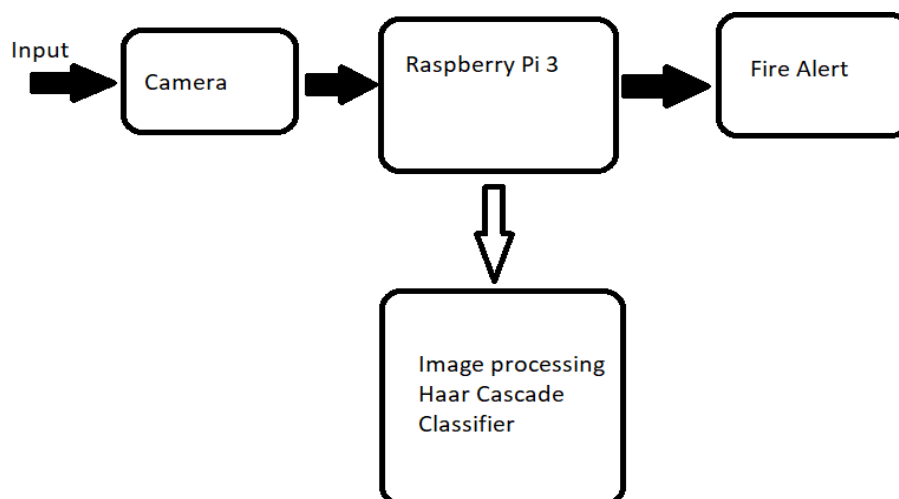 Input
Camera
Raspberry Pi 3
Fire Alert
Image processing
Haar Cascade
Classifier